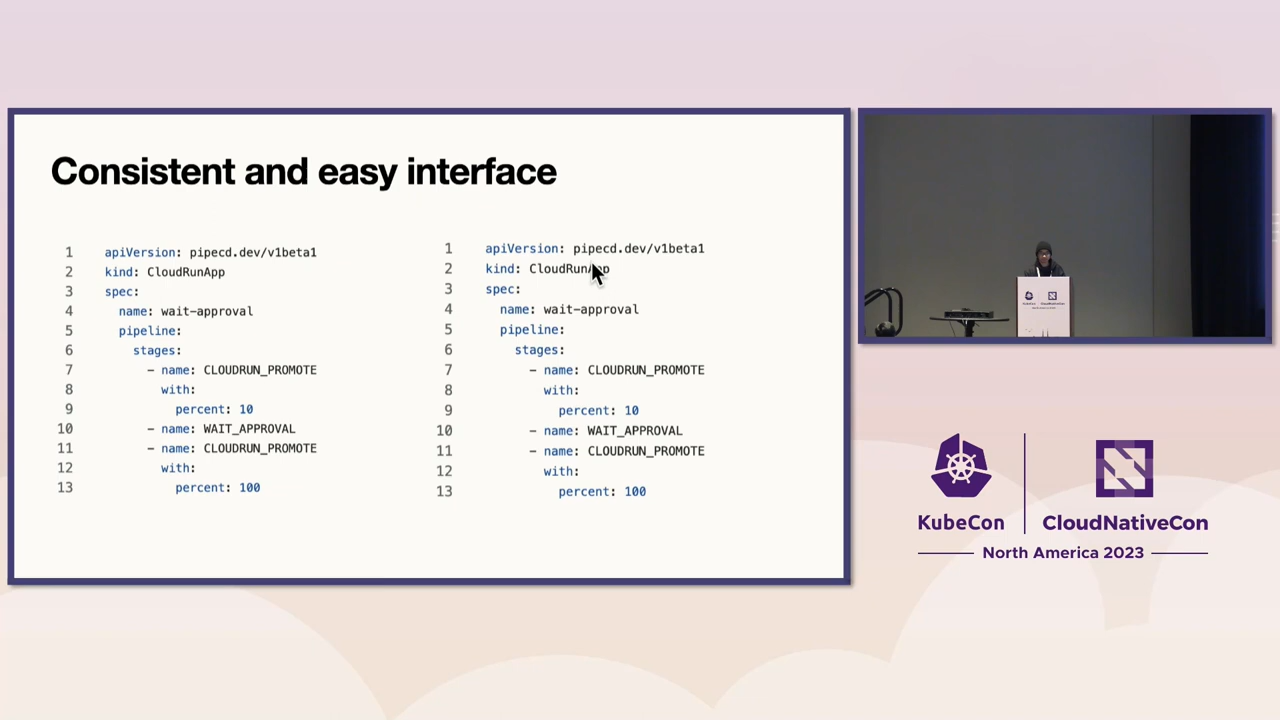 Consistent and easy interface
1 apiVersion: pipecd.dev/v1beta1
2 kind: CloudRunApp
3 spec:
4 name: wait-approval
5 pipeline:
6 stages:
7 - name: CLOUDRUN_PROMOTE
8 with:
9 percent: 10
10 - name: WAIT_APPROVAL
11 - name: CLOUDRUN_PROMOTE
12 with:
13 percent: 100
1 apiVersion: pipecd.dev/v1beta1
2 kind: CloudRunApp
3 spec:
4 name: wait-approval
5 pipeline:
6 stages:
7 - name: CLOUDRUN_PROMOTE
8 with:
9 percent: 10
10 - name: WAIT_APPROVAL
11 - name: CLOUDRUN_PROMOTE
12 with:
13 percent: 100
KubeCon
CloudNativeCon
North America 2023